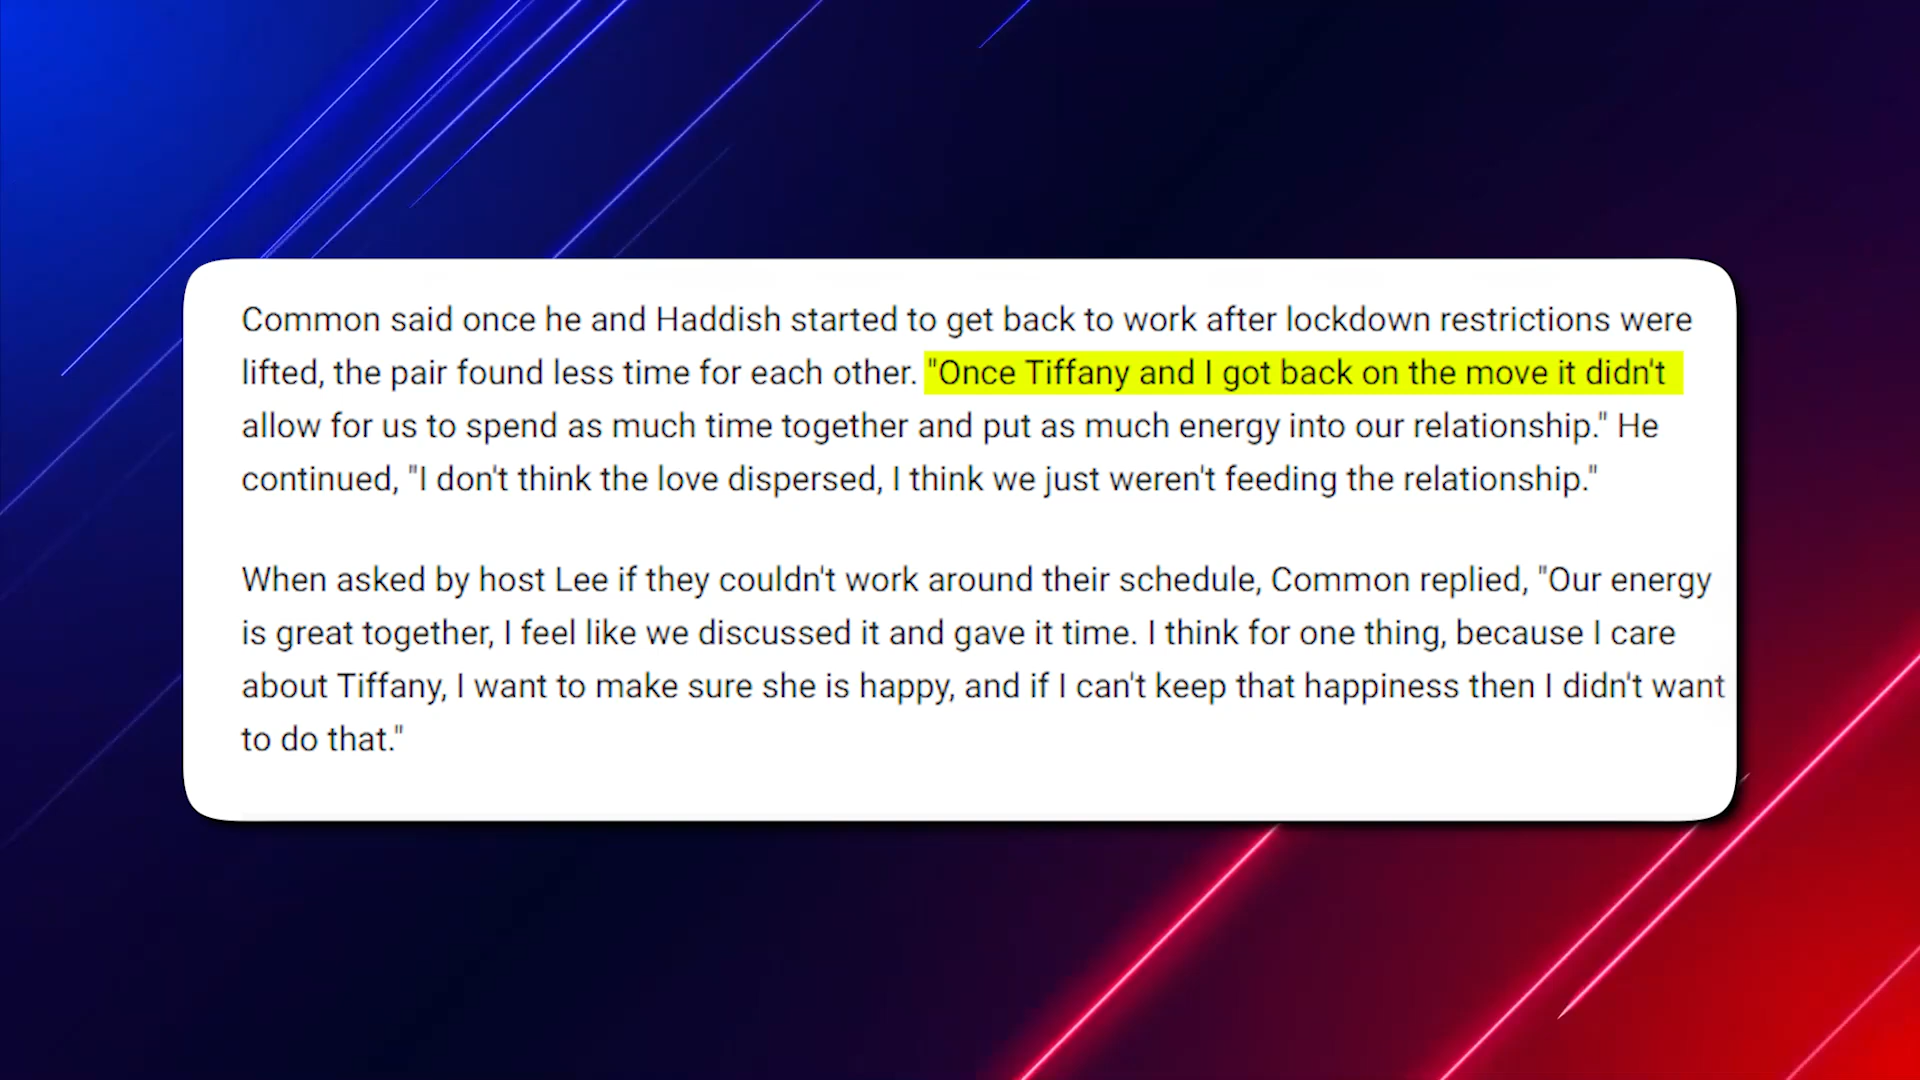 Common said once he and Haddish started to get back to work after lockdown restrictions were
lifted, the pair found less time for each other. "Once Tiffany and I got back on the move it didn't
allow for us to spend as much time together and put as much energy into our relationship." He
continued, "I don't think the love dispersed, I think we just weren't feeding the relationship."
When asked by host Lee if they couldn't work around their schedule, Common replied, "Our energy
is great together, I feel like we discussed it and gave it time. I think for one thing, because I care
about Tiffany, I want to make sure she is happy, and if I can't keep that happiness then I didn't want
to do that."